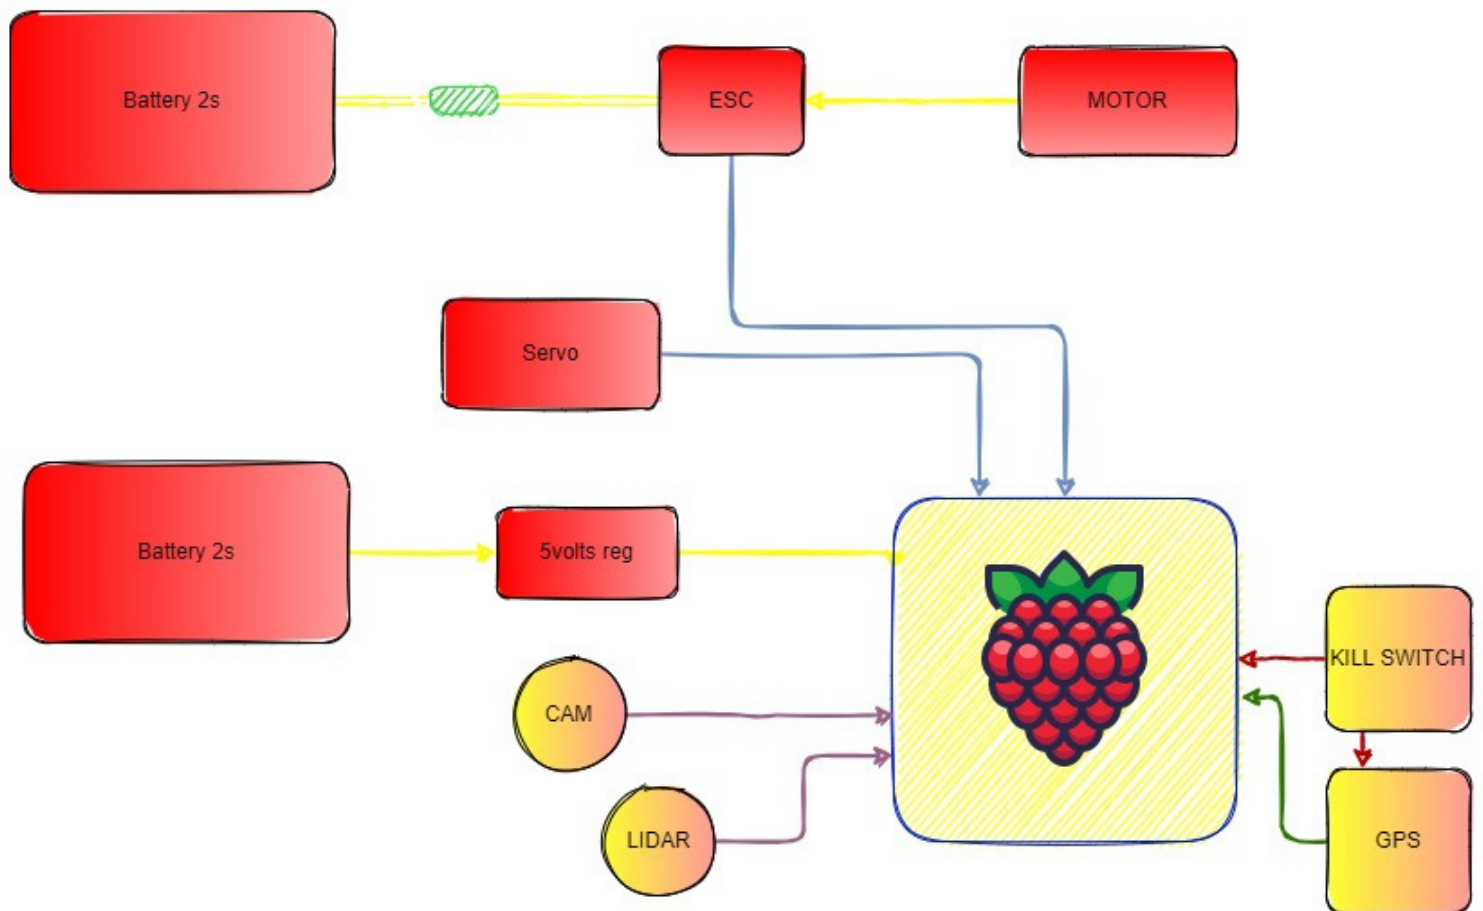 Battery 2s
ESC
MOTOR
Servo
Battery 2s
5volts reg
CAM
LIDAR
KILL SWITCH
GPS